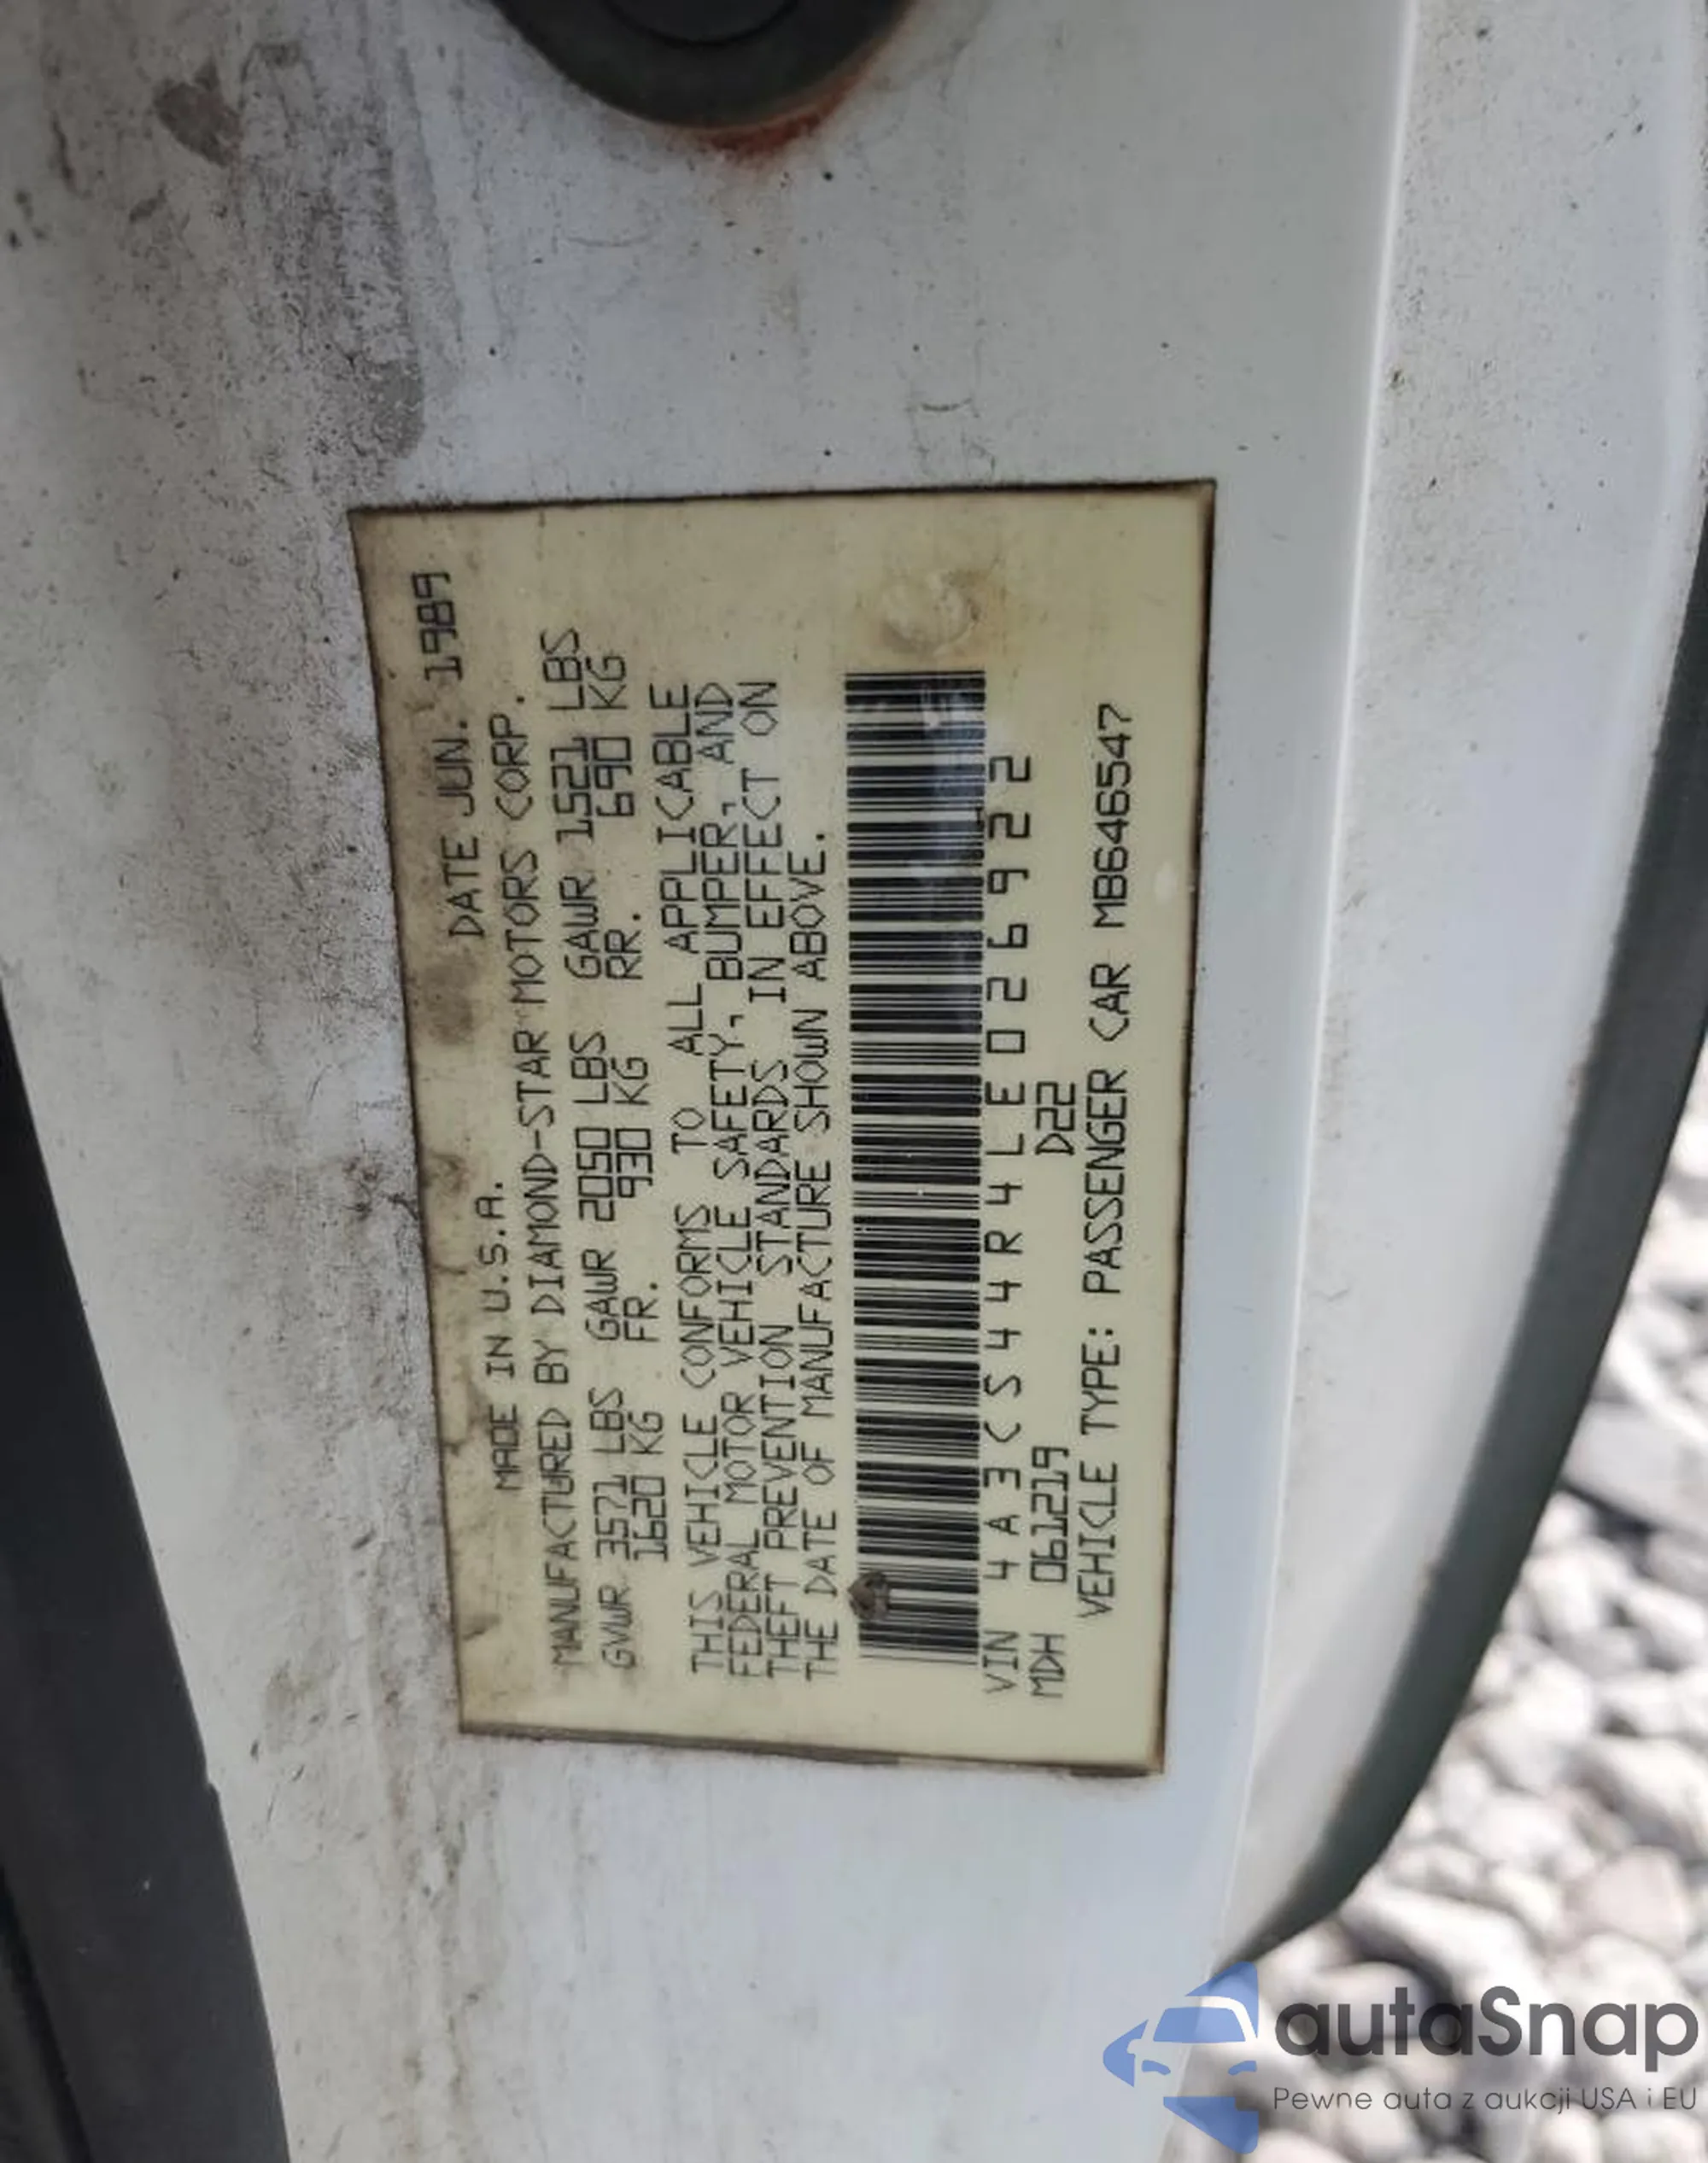 MADE IN U.S.A. DATE JUN. 1989
MANUFACTURED BY DIAMOND-STAR MOTORS CORP.
GVWR 3571 LBS GAWR 2050 LBS GAWR 1521 LBS
1620 KG FR. 930 KG RR. 690 KG
THIS VEHICLE CONFORMS TO ALL APPLICABLE
FEDERAL MOTOR VEHICLE SAFETY, BUMPER, AND
THEFT PREVENTION STANDARDS IN EFFECT ON
THE DATE OF MANUFACTURE SHOWN ABOVE.
VIN 4A3CS44R4LE026922
MDH 061219 D22
VEHICLE TYPE: PASSENGER CAR MB646547
autaSnap
Pewne auta z aukcji USA i EU